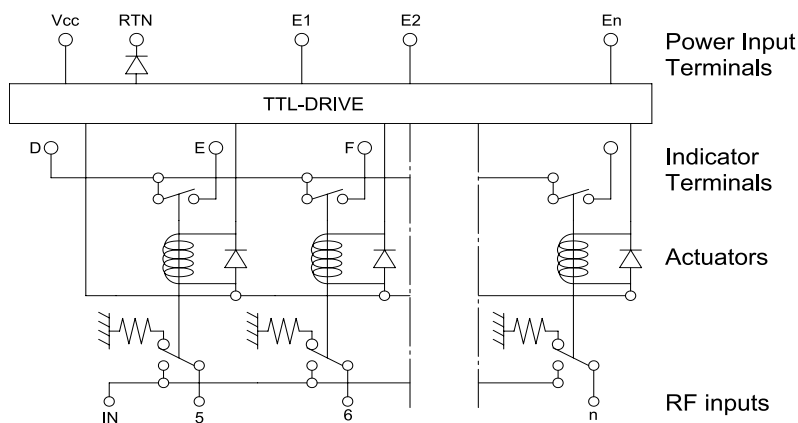 Vcc RTN E1 E2 En
Power Input
Terminals
TTL-DRIVE
D E F
Indicator
Terminals
Actuators
IN 5 6 n
RF inputs